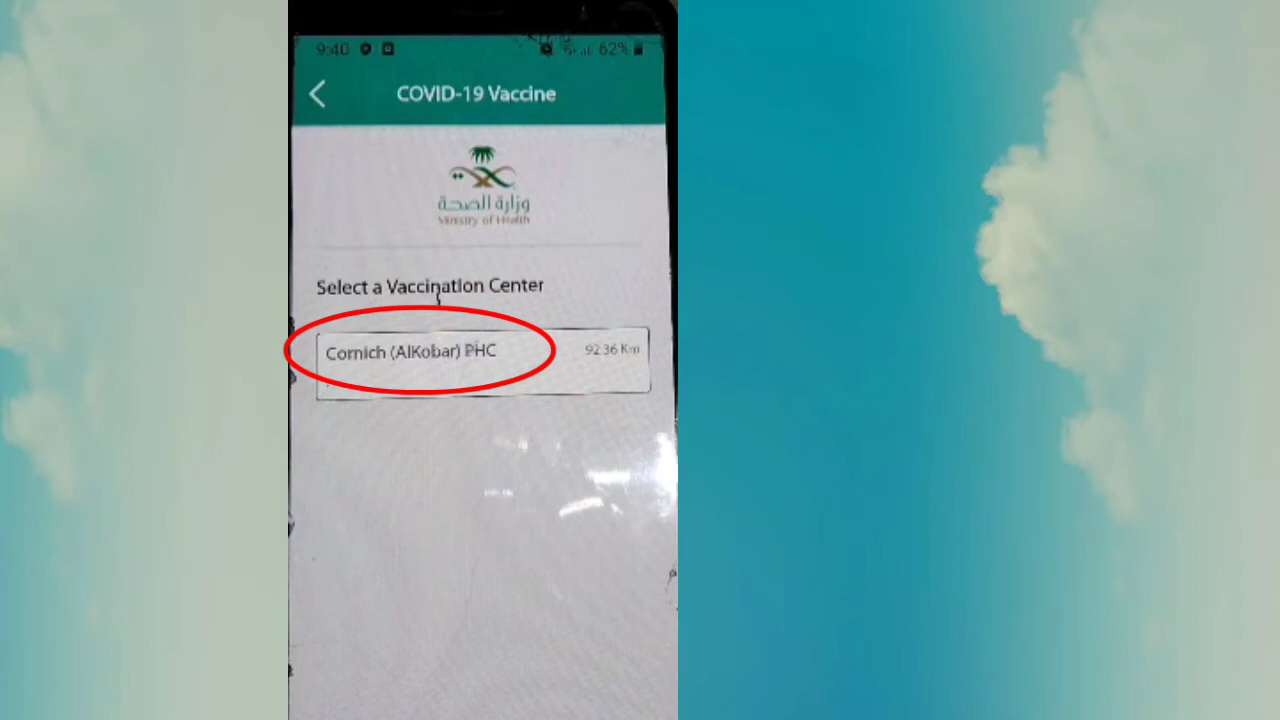 9:40 62%
COVID-19 Vaccine
وزارة الصحة
Ministry of Health
Select a Vaccination Center
Cornich (AlKobar) PHC 92.36 Km